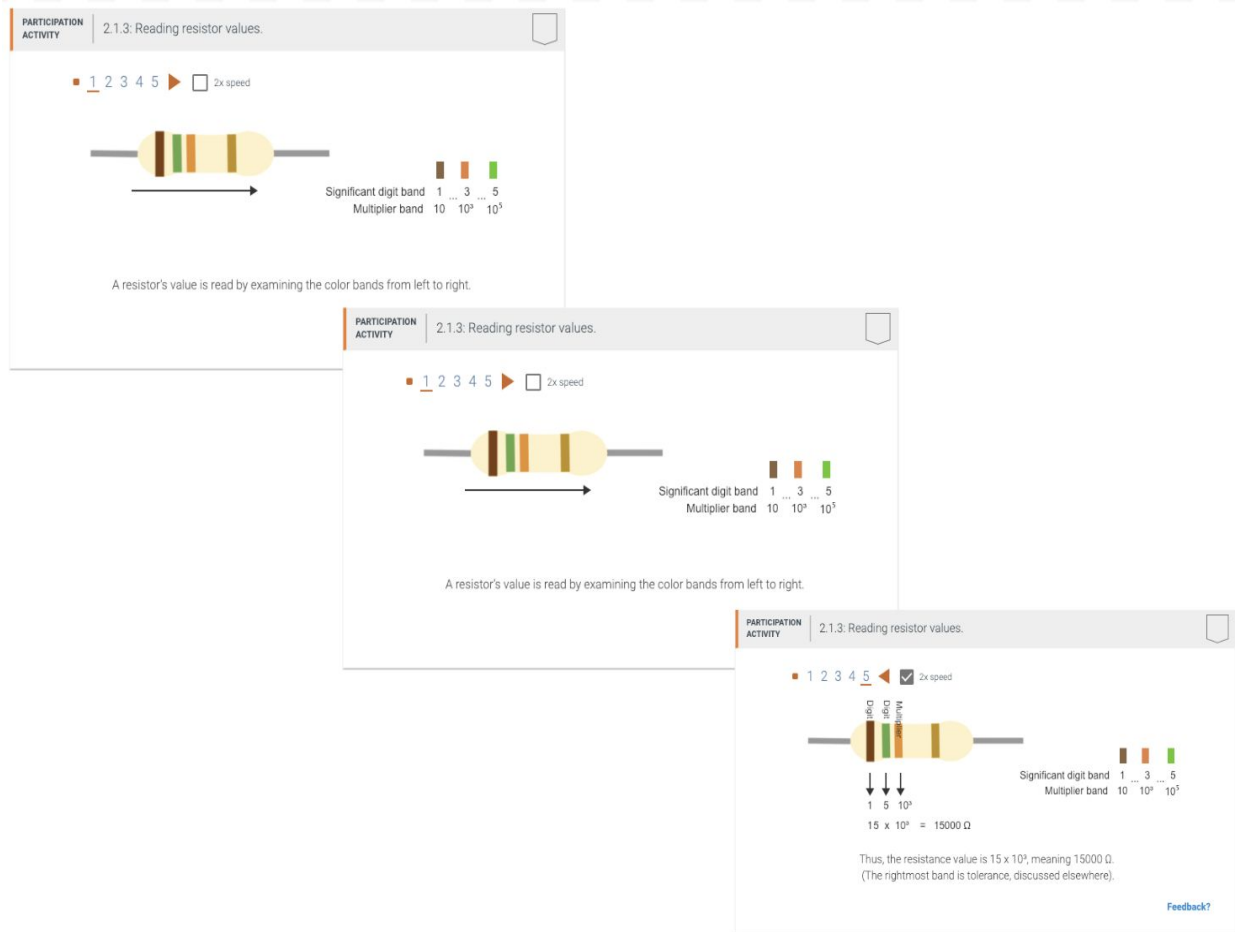 PARTICIPATION ACTIVITY
2.1.3: Reading resistor values.
1 2 3 4 5
2x speed
Significant digit band 1 ... 3 ... 5
Multiplier band 10 10³ 10⁵
A resistor's value is read by examining the color bands from left to right.
PARTICIPATION ACTIVITY
2.1.3: Reading resistor values.
1 2 3 4 5
2x speed
Significant digit band 1 ... 3 ... 5
Multiplier band 10 10³ 10⁵
A resistor's value is read by examining the color bands from left to right.
PARTICIPATION ACTIVITY
2.1.3: Reading resistor values.
1 2 3 4 5
2x speed
Digit
Digit
Multiplier
Significant digit band 1 ... 3 ... 5
Multiplier band 10 10³ 10⁵
1 5 10³
15 x 10³ = 15000 Ω
Thus, the resistance value is 15 x 10³, meaning 15000 Ω.
(The rightmost band is tolerance, discussed elsewhere).
Feedback?